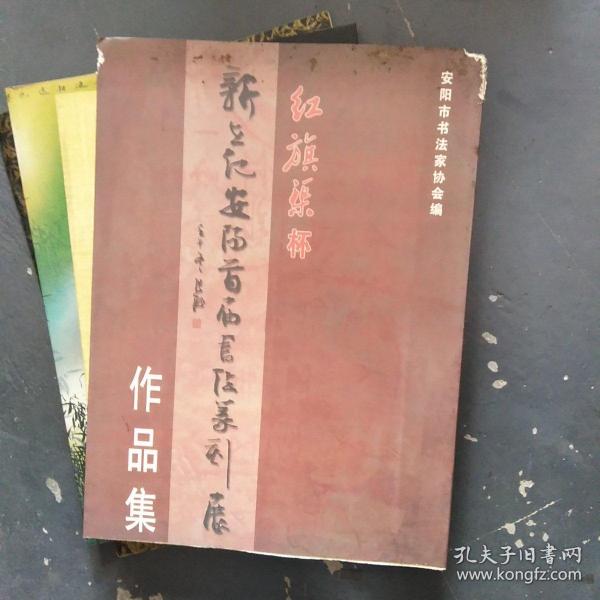 安阳市书法家协会编
红旗渠杯
新世纪安阳首届书法篆刻展
作品集
孔夫子旧书网
www.kongfz.com